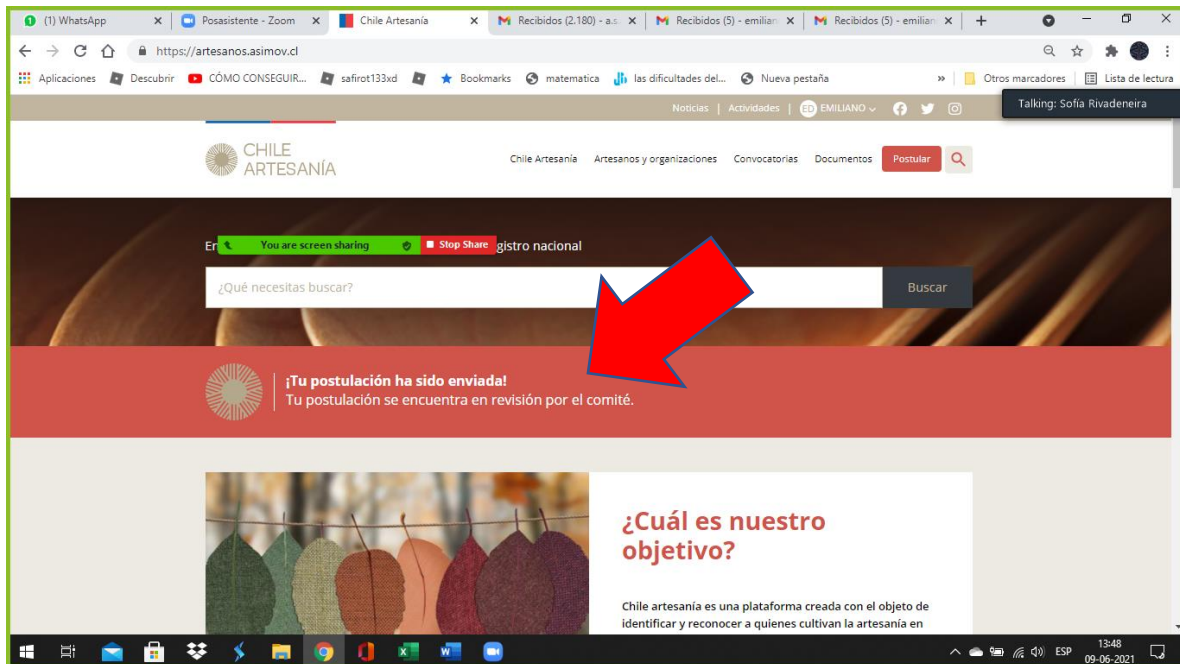 (1) WhatsApp
Posasistente - Zoom
Chile Artesanía
Recibidos (2.180) - a.s.
Recibidos (5) - emilian
Recibidos (5) - emilian
https://artesanos.asimov.cl
Aplicaciones
Descubrir
CÓMO CONSEGUIR...
safirot133xd
Bookmarks
matematica
las dificultades del...
Nueva pestaña
»
Otros marcadores
Lista de lectura
Noticias | Actividades | ED EMILIANO
Talking: Sofía Rivadeneira
CHILE
ARTESANÍA
Chile Artesanía
Artesanos y organizaciones
Convocatorias
Documentos
Postular
You are screen sharing
Stop Share
gistro nacional
¿Qué necesitas buscar?
Buscar
¡Tu postulación ha sido enviada!
Tu postulación se encuentra en revisión por el comité.
¿Cuál es nuestro
objetivo?
Chile artesanía es una plataforma creada con el objeto de
identificar y reconocer a quienes cultivan la artesanía en
ESP
13:48
09-06-2021